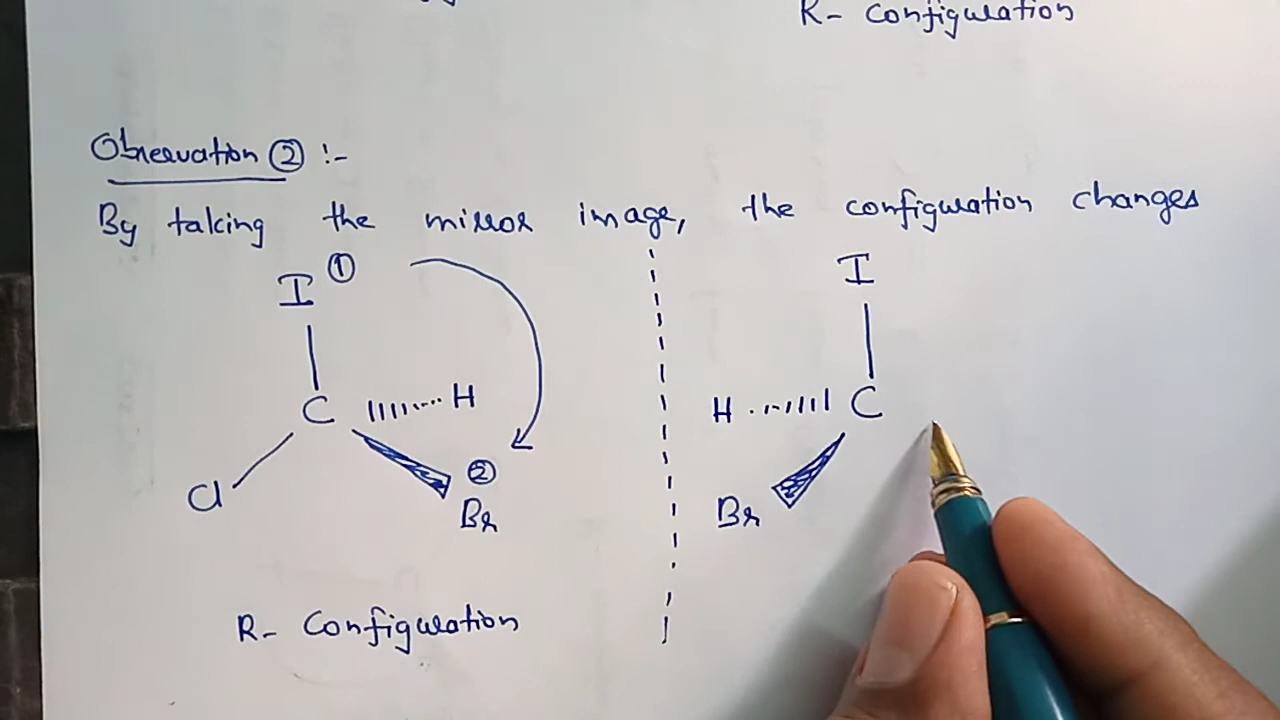 R- Configuration
Observation ② :-
By taking the mirror image, the configuration changes
I ①
I
C
H
H
C
Cl
②
Br
Br
R- Configuration